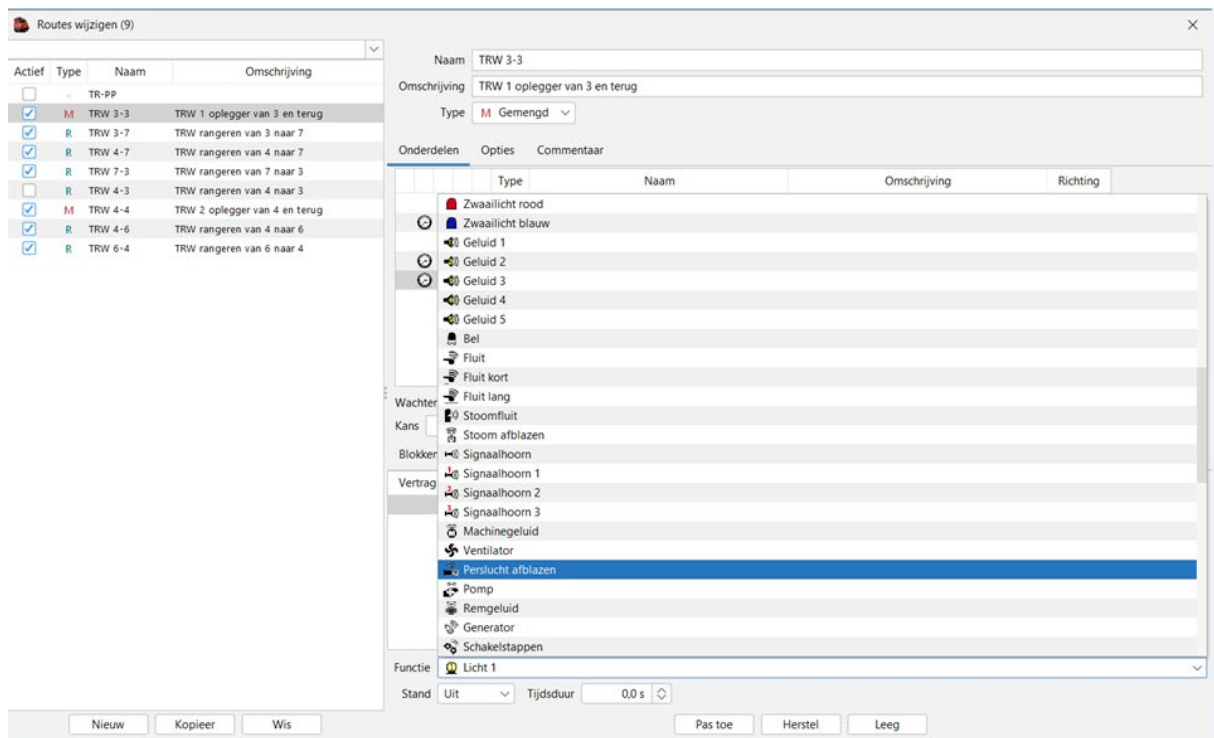 Routes wijzigen (9)
Actief Type Naam Omschrijving
- TR-PP
M TRW 3-3 TRW 1 oplegger van 3 en terug
R TRW 3-7 TRW rangeren van 3 naar 7
R TRW 4-7 TRW rangeren van 4 naar 7
R TRW 7-3 TRW rangeren van 7 naar 3
R TRW 4-3 TRW rangeren van 4 naar 3
M TRW 4-4 TRW 2 oplegger van 4 en terug
R TRW 4-6 TRW rangeren van 4 naar 6
R TRW 6-4 TRW rangeren van 6 naar 4
Nieuw Kopieer Wis
Naam TRW 3-3
Omschrijving TRW 1 oplegger van 3 en terug
Type M Gemengd
Onderdelen Opties Commentaar
Type Naam Omschrijving Richting
Zwaailicht rood
Zwaailicht blauw
Geluid 1
Geluid 2
Geluid 3
Geluid 4
Geluid 5
Bel
Fluit
Fluit kort
Fluit lang
Wachten
Stoomfluit
Kans
Stoom afblazen
Blokken
Signaalhoorn
Signaalhoorn 1
Vertrag
Signaalhoorn 2
Signaalhoorn 3
Machinegeluid
Ventilator
Perslucht afblazen
Pomp
Remgeluid
Generator
Schakelstappen
Functie Licht 1
Stand Uit Tijdsduur 0,0 s
Pas toe Herstel Leeg